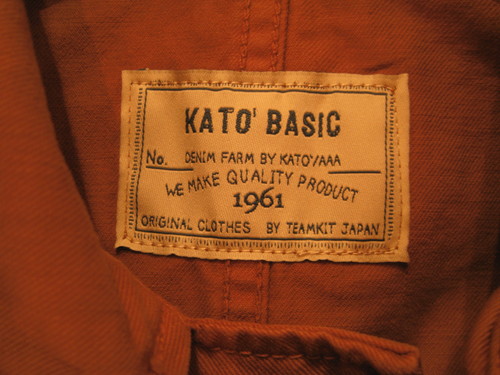 KATO' BASIC
No. DENIM FARM BY KATO'/AAA
WE MAKE QUALITY PRODUCT
1961
ORIGINAL CLOTHES BY TEAMKIT JAPAN